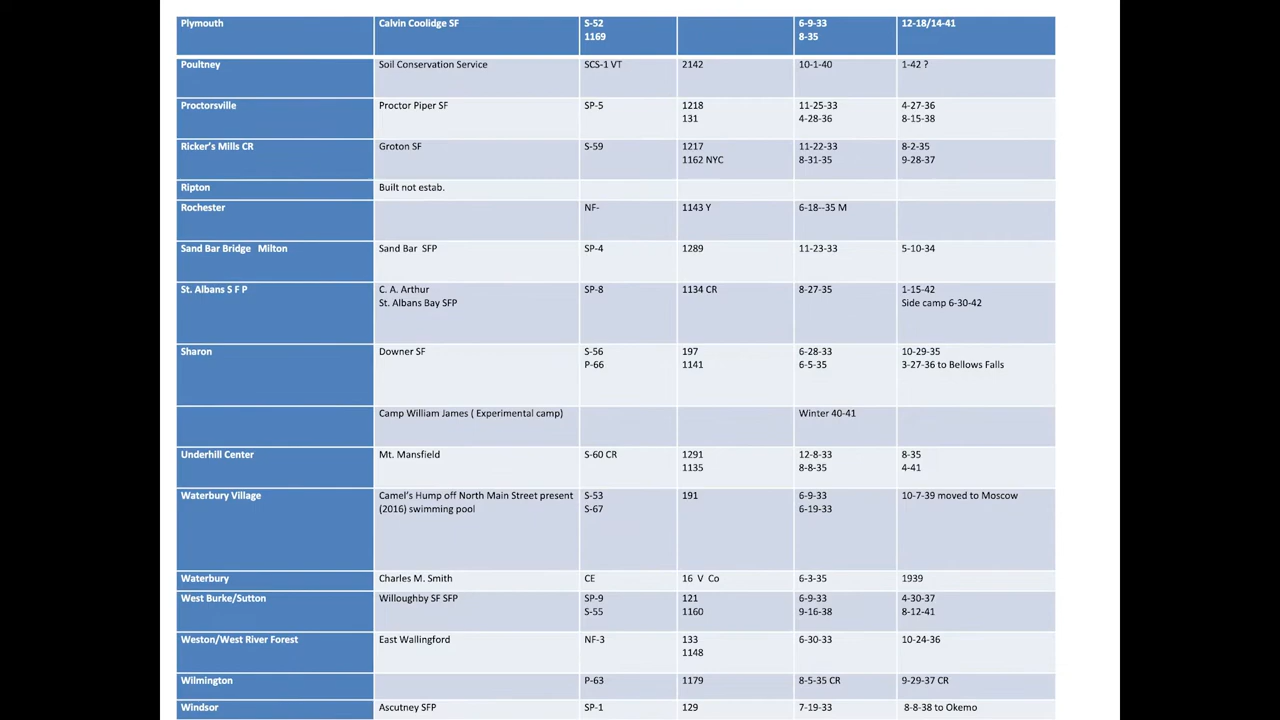 Plymouth Calvin Coolidge SF S-52 6-9-33 12-18/14-41
1169 8-35
Poultney Soil Conservation Service SCS-1 VT 2142 10-1-40 1-42 ?
Proctorsville Proctor Piper SF SP-5 1218 11-25-33 4-27-36
131 4-28-36 8-15-38
Ricker's Mills CR Groton SF S-59 1217 11-22-33 8-2-35
1162 NYC 8-31-35 9-28-37
Ripton Built not estab.
Rochester NF- 1143 Y 6-18--35 M
Sand Bar Bridge Milton Sand Bar SFP SP-4 1289 11-23-33 5-10-34
St. Albans S F P C. A. Arthur SP-8 1134 CR 8-27-35 1-15-42
St. Albans Bay SFP Side camp 6-30-42
Sharon Downer SF S-56 197 6-28-33 10-29-35
P-66 1141 6-5-35 3-27-36 to Bellows Falls
Camp William James ( Experimental camp) Winter 40-41
Underhill Center Mt. Mansfield S-60 CR 1291 12-8-33 8-35
1135 8-8-35 4-41
Waterbury Village Camel's Hump off North Main Street present S-53 191 6-9-33 10-7-39 moved to Moscow
(2016) swimming pool S-67 6-19-33
Waterbury Charles M. Smith CE 16 V Co 6-3-35 1939
West Burke/Sutton Willoughby SF SFP SP-9 121 6-9-33 4-30-37
S-55 1160 9-16-38 8-12-41
Weston/West River Forest East Wallingford NF-3 133 6-30-33 10-24-36
1148
Wilmington P-63 1179 8-5-35 CR 9-29-37 CR
Windsor Ascutney SFP SP-1 129 7-19-33 8-8-38 to Okemo